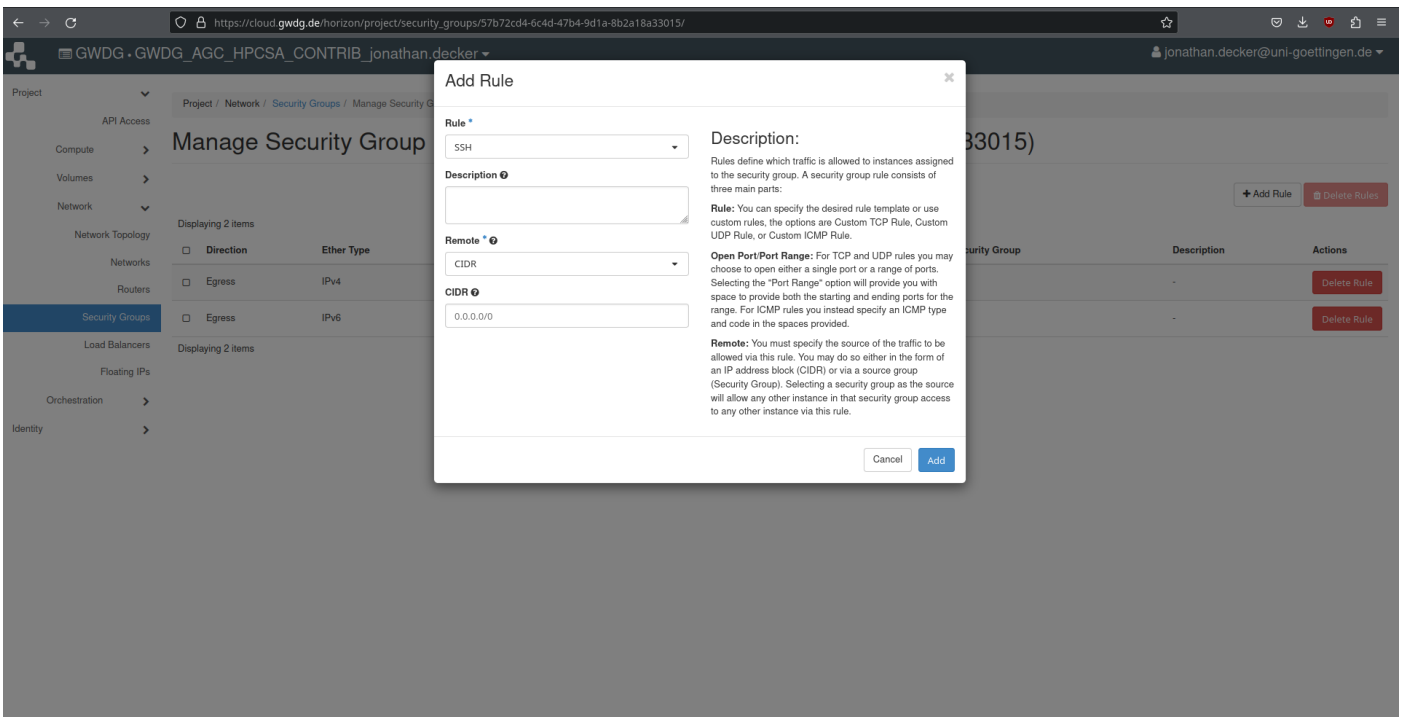 https://cloud.gwdg.de/horizon/project/security_groups/57b72cd4-6c4d-47b4-9d1a-8b2a18a33015/
GWDG • GWDG_AGC_HPCSA_CONTRIB_jonathan.decker
jonathan.decker@uni-goettingen.de
Project
API Access
Compute
Volumes
Network
Network Topology
Networks
Routers
Security Groups
Load Balancers
Floating IPs
Orchestration
Identity
Project / Network / Security Groups / Manage Security G
Manage Security Group
33015)
+ Add Rule
Delete Rules
Displaying 2 items
Direction
Ether Type
curity Group
Description
Actions
Egress
IPv4
-
Delete Rule
Egress
IPv6
-
Delete Rule
Displaying 2 items
Add Rule
×
Rule *
SSH
Description
Remote *
CIDR
CIDR
0.0.0.0/0
Description:
Rules define which traffic is allowed to instances assigned
to the security group. A security group rule consists of
three main parts:
Rule: You can specify the desired rule template or use
custom rules, the options are Custom TCP Rule, Custom
UDP Rule, or Custom ICMP Rule.
Open Port/Port Range: For TCP and UDP rules you may
choose to open either a single port or a range of ports.
Selecting the "Port Range" option will provide you with
space to provide both the starting and ending ports for the
range. For ICMP rules you instead specify an ICMP type
and code in the spaces provided.
Remote: You must specify the source of the traffic to be
allowed via this rule. You may do so either in the form of
an IP address block (CIDR) or via a source group
(Security Group). Selecting a security group as the source
will allow any other instance in that security group access
to any other instance via this rule.
Cancel
Add